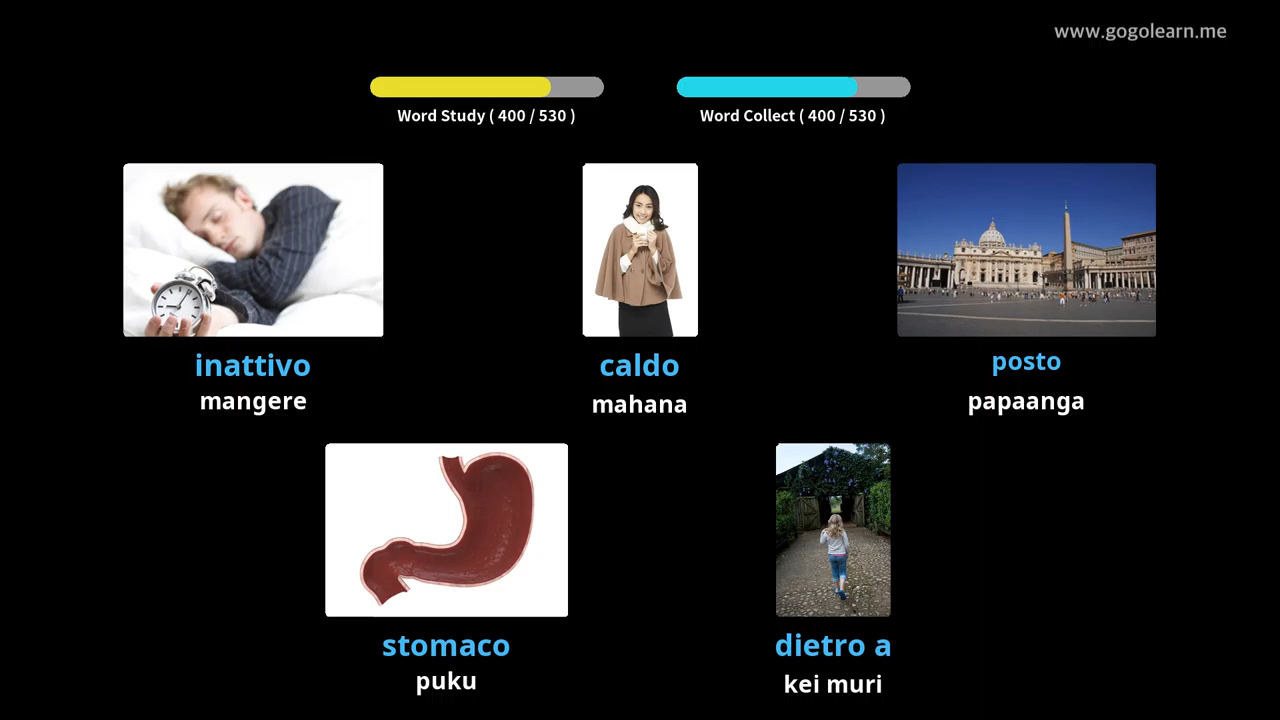 www.gogolearn.me
Word Study ( 400 / 530 )
Word Collect ( 400 / 530 )
inattivo
mangere
caldo
mahana
posto
papaanga
stomaco
puku
dietro a
kei muri